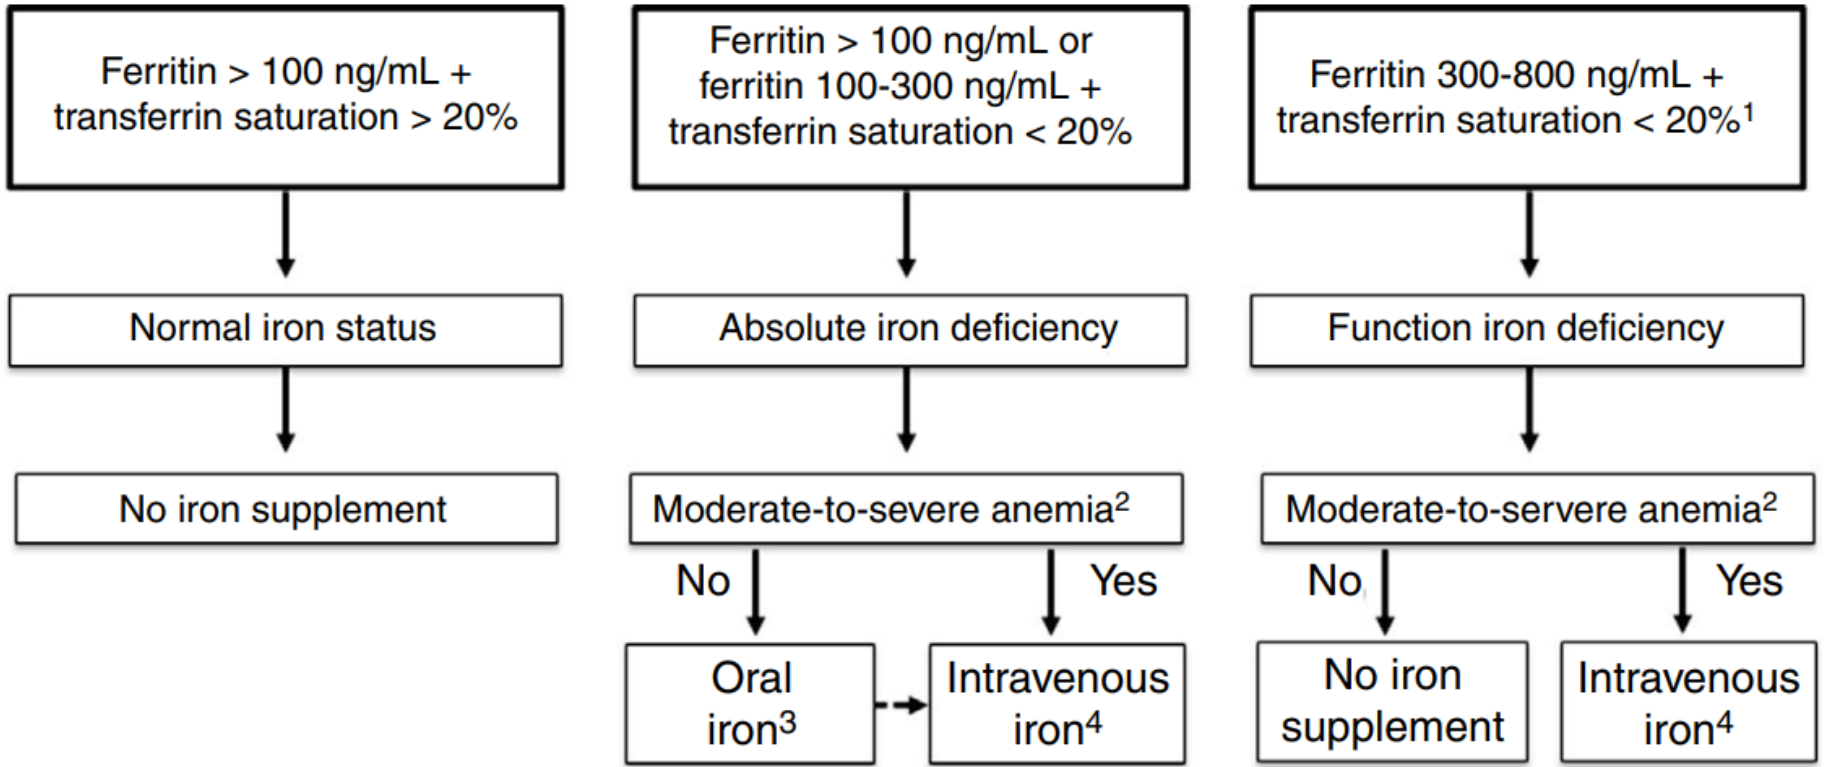 Ferritin > 100 ng/mL +
transferrin saturation > 20%
Normal iron status
No iron supplement
Ferritin > 100 ng/mL or
ferritin 100-300 ng/mL +
transferrin saturation < 20%
Absolute iron deficiency
Moderate-to-severe anemia²
No
Yes
Oral
iron³
Intravenous
iron⁴
Ferritin 300-800 ng/mL +
transferrin saturation < 20%¹
Function iron deficiency
Moderate-to-servere anemia²
No
Yes
No iron
supplement
Intravenous
iron⁴